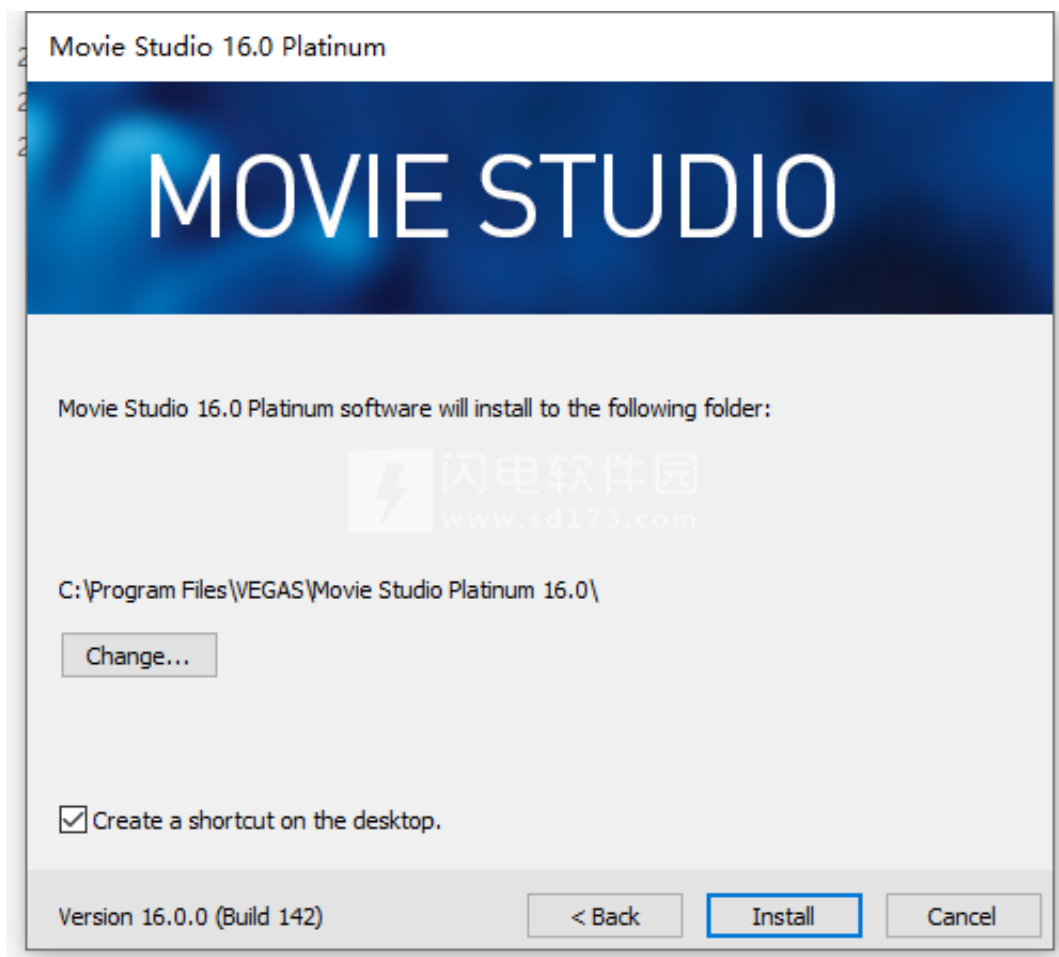 Movie Studio 16.0 Platinum
MOVIE STUDIO
Movie Studio 16.0 Platinum software will install to the following folder:
闪电软件园
www.sd173.com
C:\Program Files\VEGAS\Movie Studio Platinum 16.0\
Change...
Create a shortcut on the desktop.
Version 16.0.0 (Build 142)
< Back
Install
Cancel